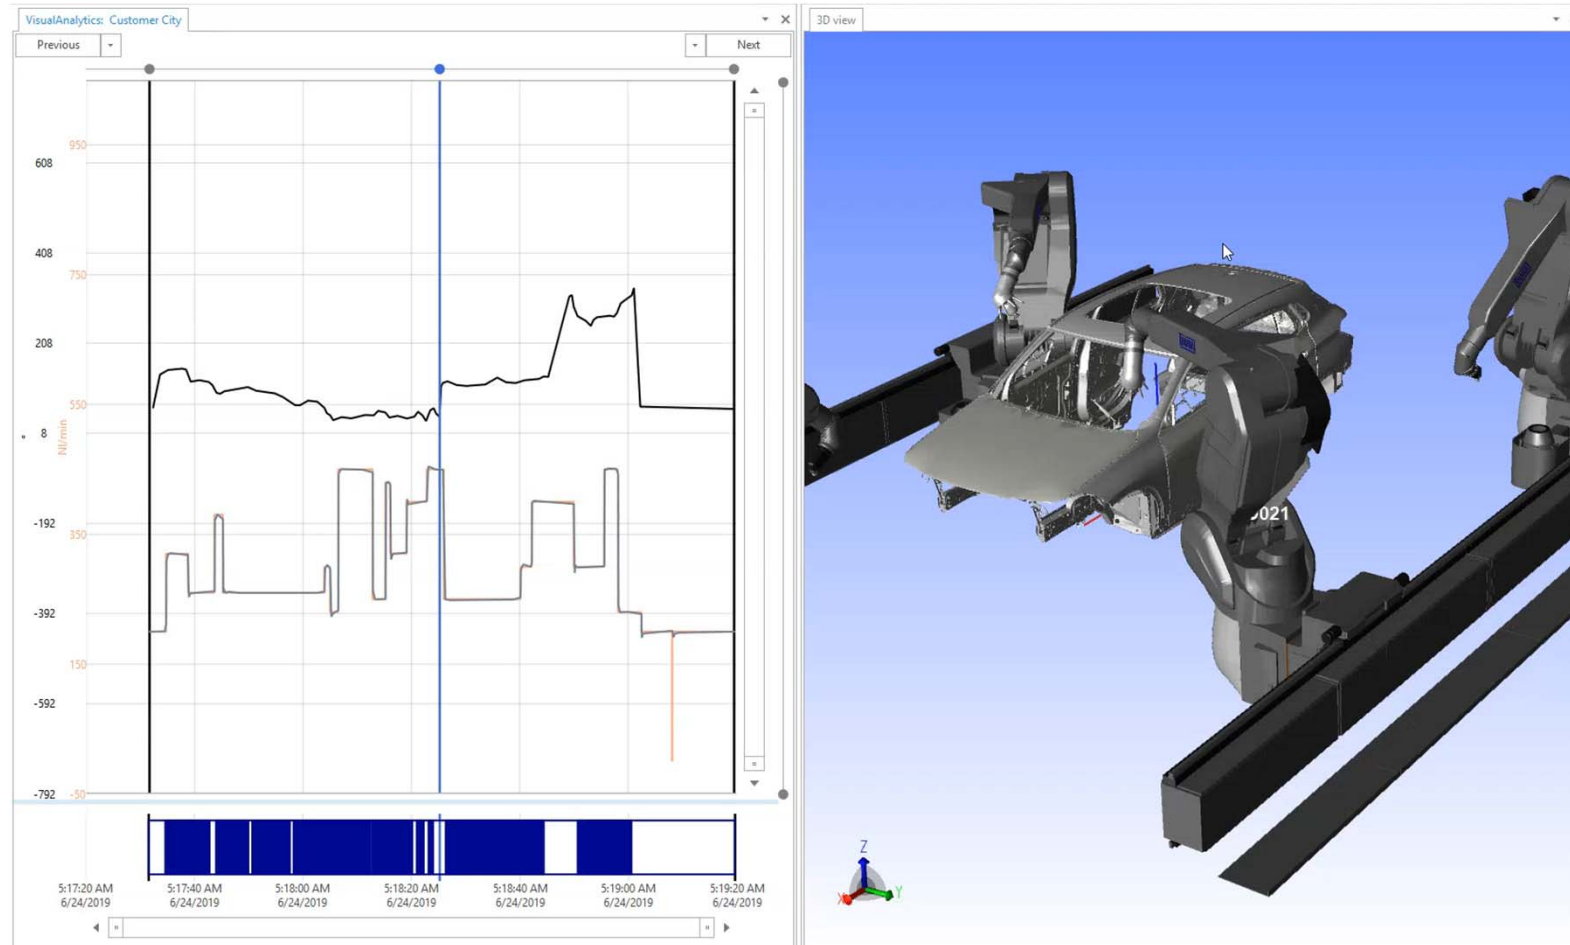 VisualAnalytics: Customer City
3D view
Previous
Next
950
608
408
750
208
550
8
°
Nl/min
-192
350
-392
150
-592
-792
-50
5:17:20 AM
6/24/2019
5:17:40 AM
6/24/2019
5:18:00 AM
6/24/2019
5:18:20 AM
6/24/2019
5:18:40 AM
6/24/2019
5:19:00 AM
6/24/2019
5:19:20 AM
6/24/2019
021
Z
Y
X